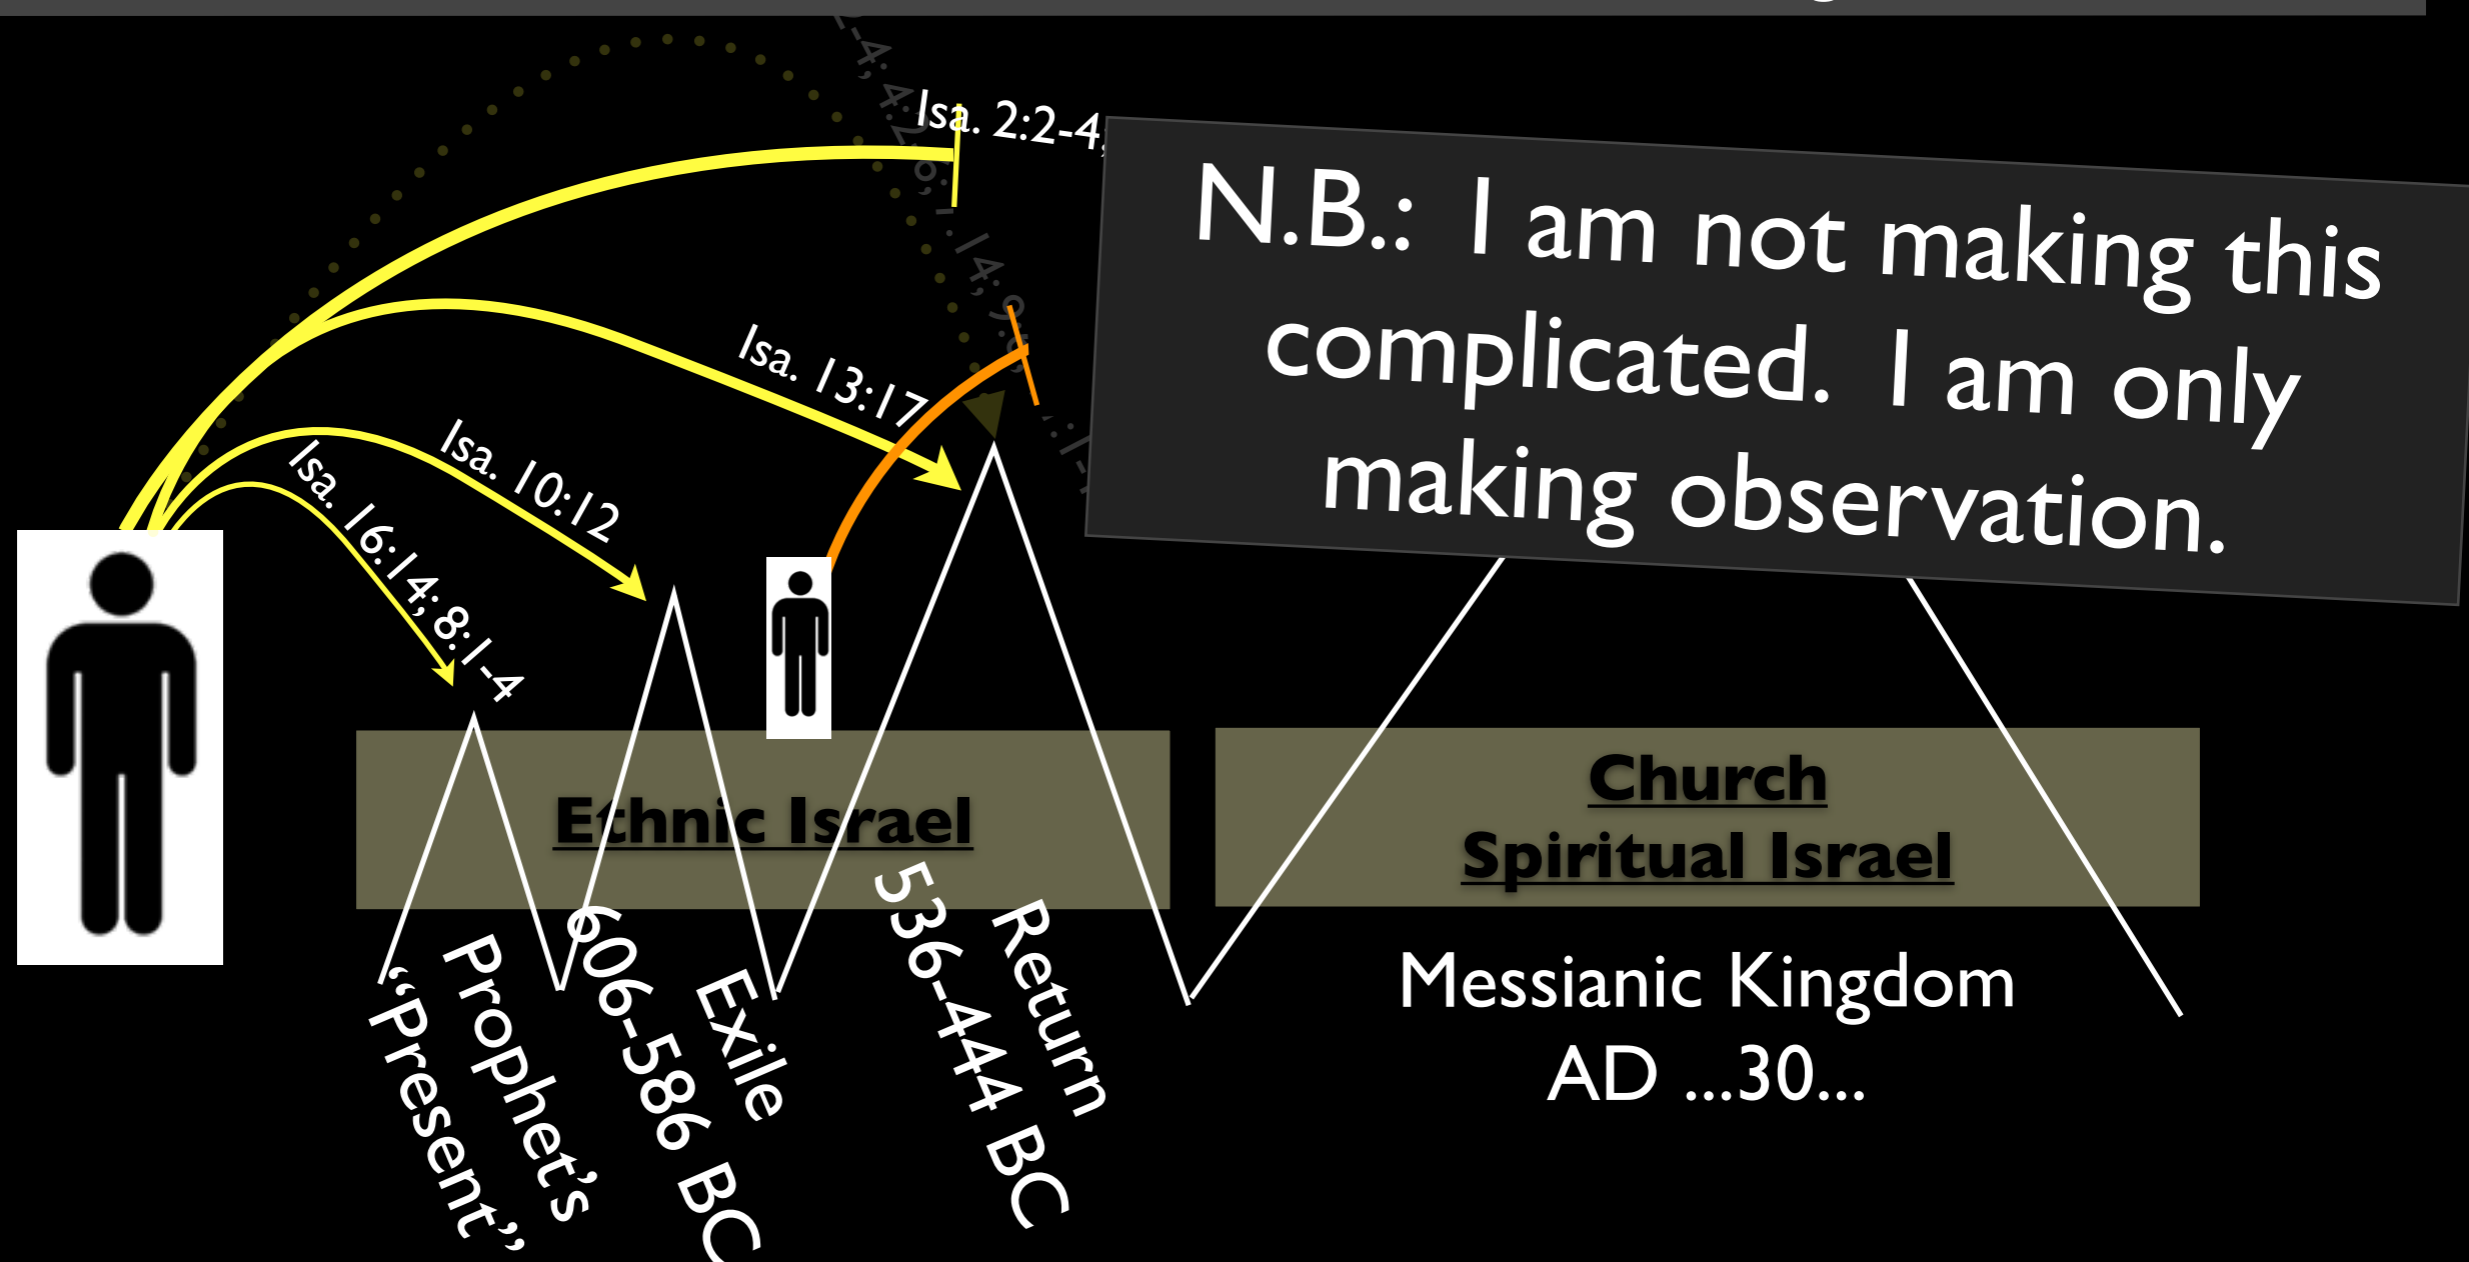 Isa. 2:2-4;
N.B.: I am not making this
complicated. I am only
making observation.
Isa. 13:17
Isa. 10:12
Isa. 16:14; 8:1-4
Ethnic Israel
Church
Spiritual Israel
Prophet’s
“Present”
Exile
606-586 BC
Return
536-444 BC
Messianic Kingdom
AD ...30...